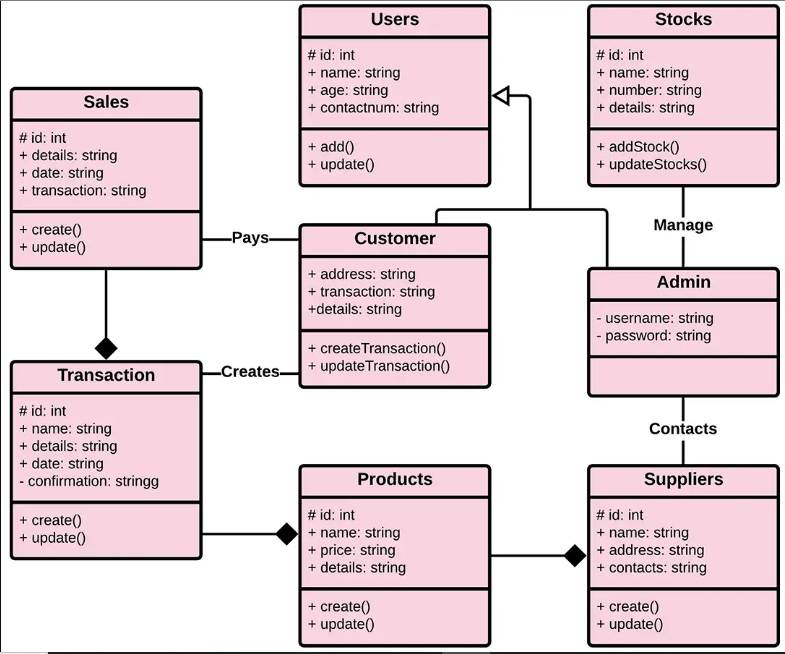 Users
# id: int
+ name: string
+ age: string
+ contactnum: string
+ add()
+ update()
Stocks
# id: int
+ name: string
+ number: string
+ details: string
+ addStock()
+ updateStocks()
Sales
# id: int
+ details: string
+ date: string
+ transaction: string
+ create()
+ update()
Pays
Customer
+ address: string
+ transaction: string
+details: string
+ createTransaction()
+ updateTransaction()
Manage
Admin
- username: string
- password: string
Creates
Transaction
# id: int
+ name: string
+ details: string
+ date: string
- confirmation: stringg
+ create()
+ update()
Contacts
Products
# id: int
+ name: string
+ price: string
+ details: string
+ create()
+ update()
Suppliers
# id: int
+ name: string
+ address: string
+ contacts: string
+ create()
+ update()